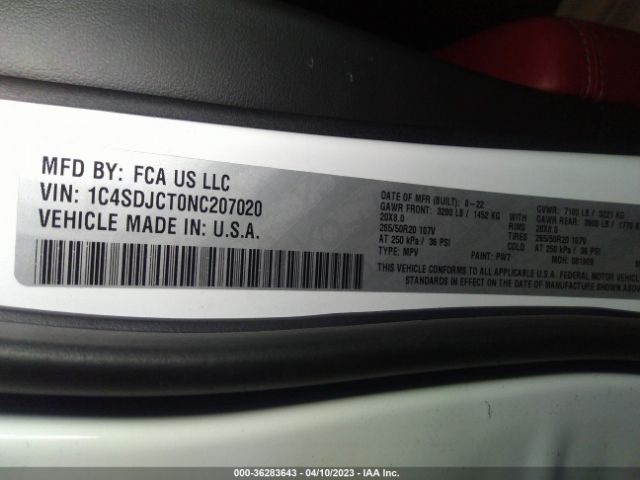 MFD BY: FCA US LLC
VIN: 1C4SDJCT0NC207020
VEHICLE MADE IN U.S.A.
DATE OF MFR (BUILT): 8-22 GVWR: 7100 LB / 3221 KG
GAWR FRONT: 3200 LB / 1452 KG WITH GAWR REAR: 3900 LB / 1770 K
20X8.0 RIMS 20X8.0
265/50R20 107V TIRES 265/50R20 107V
AT 250 kPa / 36 PSI COLD AT 250 kPa / 36 PSI
TYPE: MPV PAINT: PW7 MDH: 081909
THIS VEHICLE CONFORMS TO ALL APPLICABLE U.S.A. FEDERAL MOTOR VEHICL
STANDARDS IN EFFECT ON THE DATE OF MANUFACTURE SHOWN ABOV
000-36283643 - 04/10/2023 - IAA Inc.